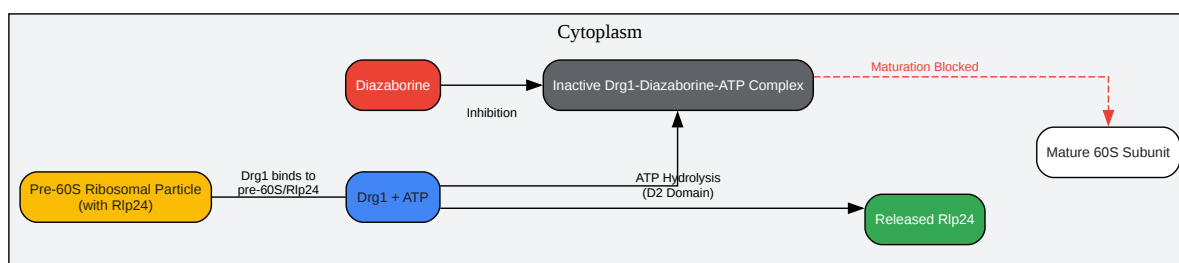 Cytoplasm
Maturation Blocked
Diazaborine
Inactive Drg1-Diazaborine-ATP Complex
Inhibition
Mature 60S Subunit
Drg1 binds to
pre-60S/Rlp24
ATP Hydrolysis
(D2 Domain)
Pre-60S Ribosomal Particle
(with Rlp24)
Drg1 + ATP
Released Rlp24